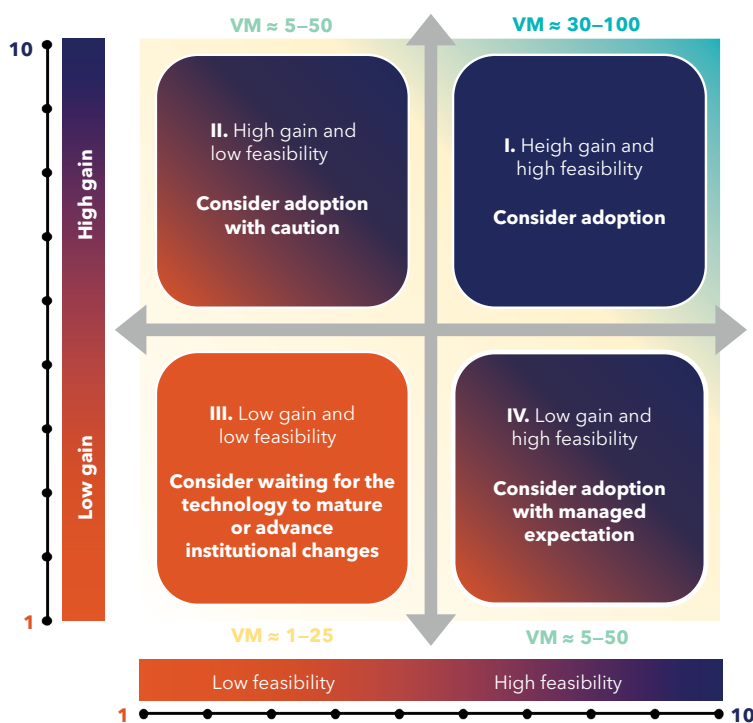 VM ≈ 5–50
VM ≈ 30–100
10
High gain
Low gain
1
II. High gain and
low feasibility
Consider adoption
with caution
I. Heigh gain and
high feasibility
Consider adoption
III. Low gain and
low feasibility
Consider waiting for the
technology to mature
or advance
institutional changes
IV. Low gain and
high feasibility
Consider adoption
with managed
expectation
VM ≈ 1–25
VM ≈ 5–50
Low feasibility
High feasibility
1
10